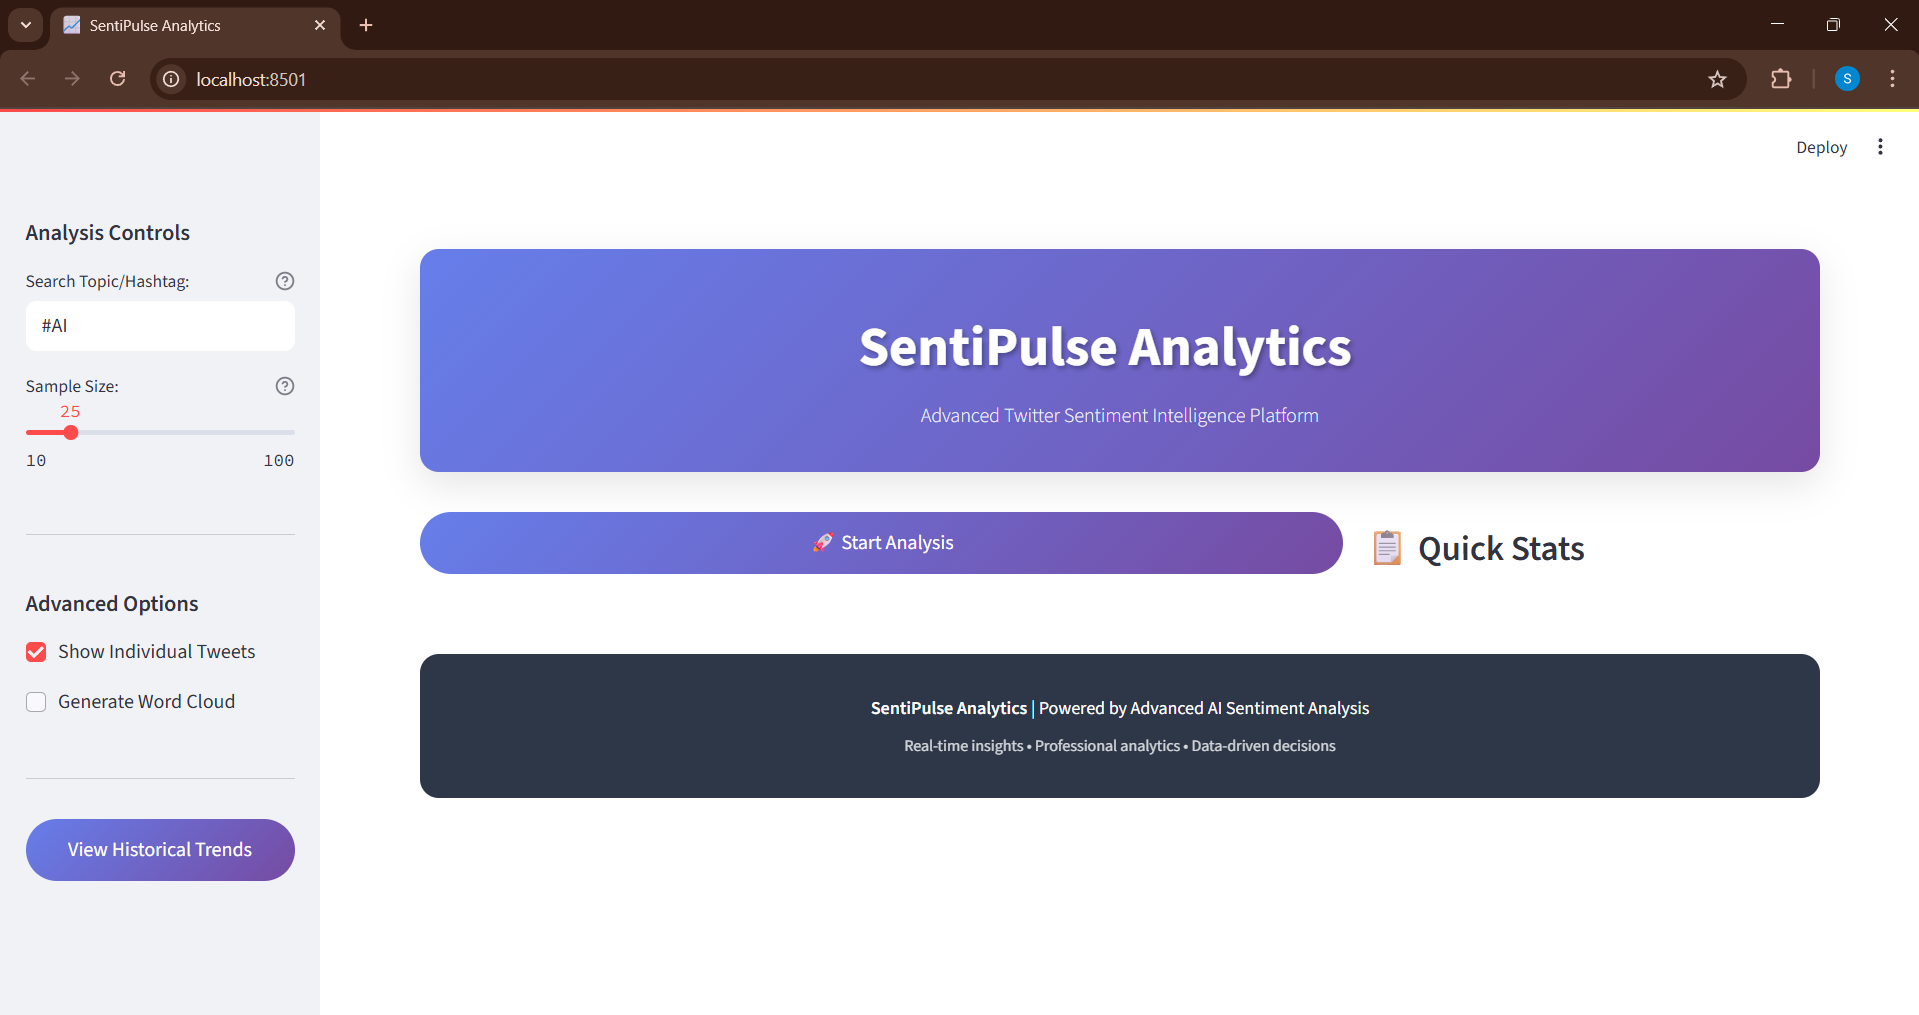 SentiPulse Analytics
localhost:8501
S
Deploy
Analysis Controls
Search Topic/Hashtag:
#AI
Sample Size:
25
10 100
Advanced Options
Show Individual Tweets
Generate Word Cloud
View Historical Trends
SentiPulse Analytics
Advanced Twitter Sentiment Intelligence Platform
🚀 Start Analysis
📋 Quick Stats
SentiPulse Analytics | Powered by Advanced AI Sentiment Analysis
Real-time insights • Professional analytics • Data-driven decisions